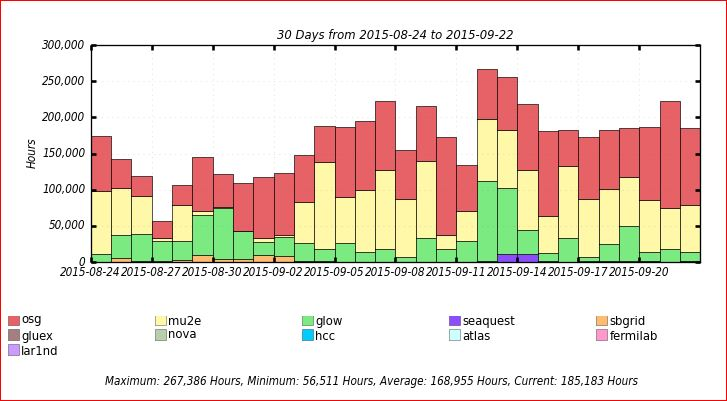 30 Days from 2015-08-24 to 2015-09-22
300,000
250,000
200,000
150,000
100,000
50,000
0
Hours
2015-08-24 2015-08-27 2015-08-30 2015-09-02 2015-09-05 2015-09-08 2015-09-11 2015-09-14 2015-09-17 2015-09-20
osg mu2e glow seaquest sbgrid
gluex nova hcc atlas fermilab
lar1nd
Maximum: 267,386 Hours, Minimum: 56,511 Hours, Average: 168,955 Hours, Current: 185,183 Hours